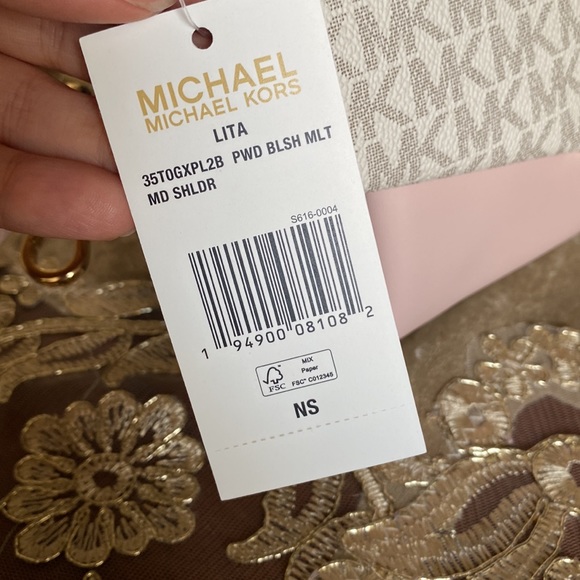 MICHAEL
MICHAEL KORS
LITA
35T0GXPL2B PWD BLSH MLT
MD SHLDR
S616-0004
1 94900 08108 2
FSC
MIX
Paper
FSC® C012345
NS